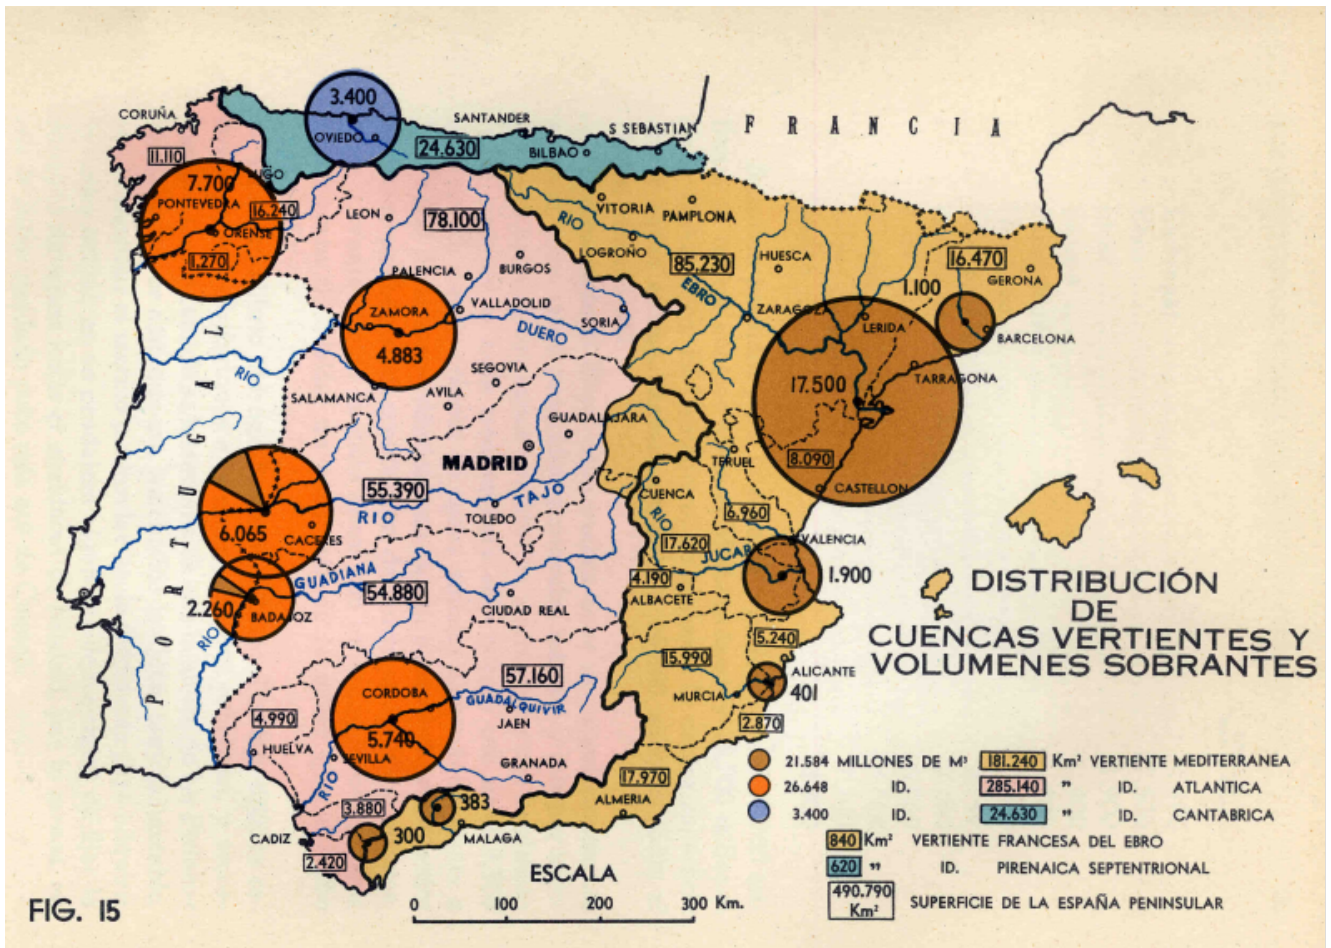 3.400
CORUÑA
SANTANDER
S SEBASTIAN
FRANCIA
OVIEDO
24.630
BILBAO
11.110
LUGO
7.700
PONTEVEDRA
16.240
ORENSE
1.270
LEON
78.100
VITORIA
PAMPLONA
RIO
LOGROÑO
85.230
EBRO
HUESCA
16.470
GERONA
1.100
PALENCIA
BURGOS
ZAMORA
VALLADOLID
SORIA
ZARAGOZA
LERIDA
BARCELONA
DUERO
4.883
RIO
SEGOVIA
SALAMANCA
AVILA
TARRAGONA
17.500
GUADALAJARA
MADRID
TERUEL
8.090
CASTELLON
CUENCA
55.390
RIO
TAJO
TOLEDO
6.065
CACERES
RIO
6.960
17.620
JUCAR
VALENCIA
1.900
PORTUGAL
GUADIANA
54.880
4.190
ALBACETE
2.260
BADAJOZ
CIUDAD REAL
RIO
5.240
15.990
ALICANTE
401
MURCIA
2.870
57.160
CORDOBA
GUADALQUIVIR
JAEN
4.990
5.740
HUELVA
SEVILLA
GRANADA
RIO
17.970
ALMERIA
3.880
383
CADIZ
300
MALAGA
2.420
DISTRIBUCIÓN
DE
CUENCAS VERTIENTES Y
VOLUMENES SOBRANTES
21.584 MILLONES DE M³ 181.240 Km² VERTIENTE MEDITERRANEA
26.648 ID. 285.140 " ID. ATLANTICA
3.400 ID. 24.630 " ID. CANTABRICA
840 Km² VERTIENTE FRANCESA DEL EBRO
620 " ID. PIRENAICA SEPTENTRIONAL
490.790 Km² SUPERFICIE DE LA ESPAÑA PENINSULAR
ESCALA
0 100 200 300 Km.
FIG. 15